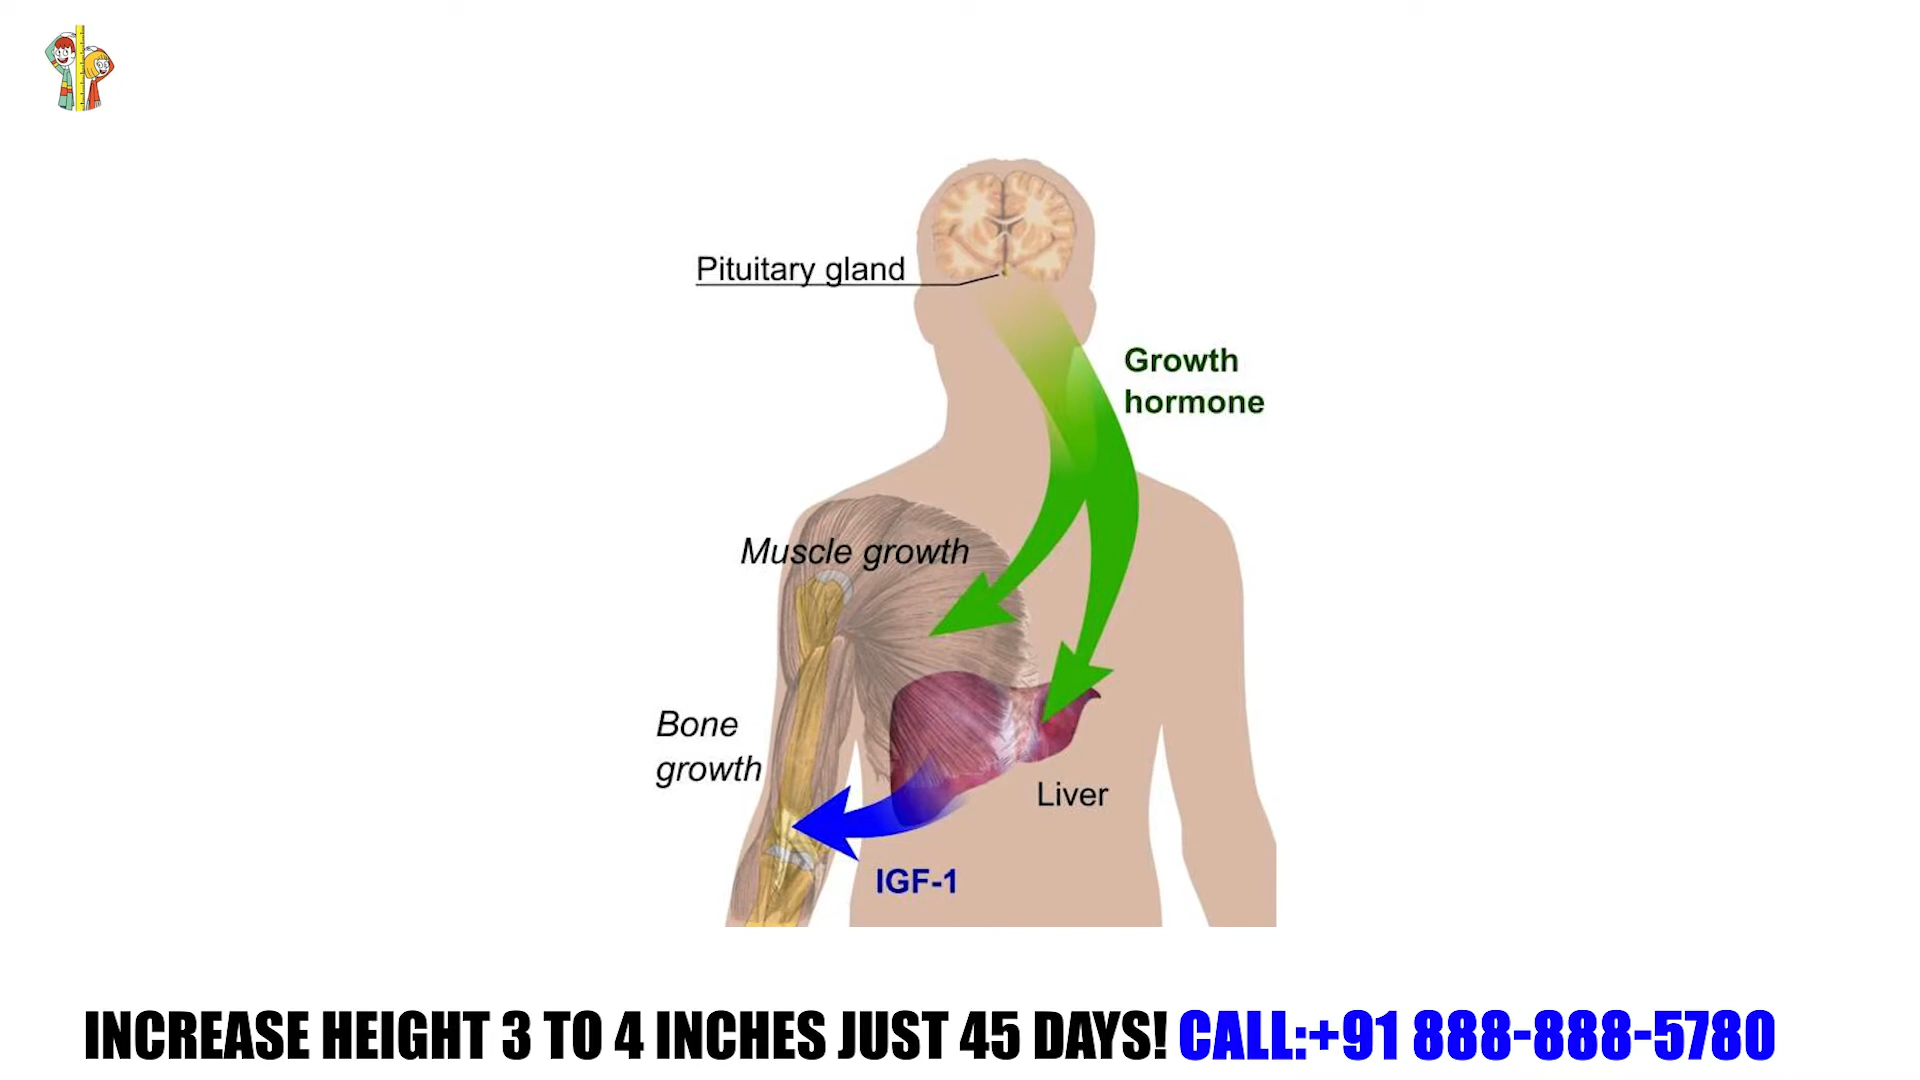 Pituitary gland
Growth
hormone
Muscle growth
Bone
growth
Liver
IGF-1
INCREASE HEIGHT 3 TO 4 INCHES JUST 45 DAYS! CALL:+91 888-888-5780